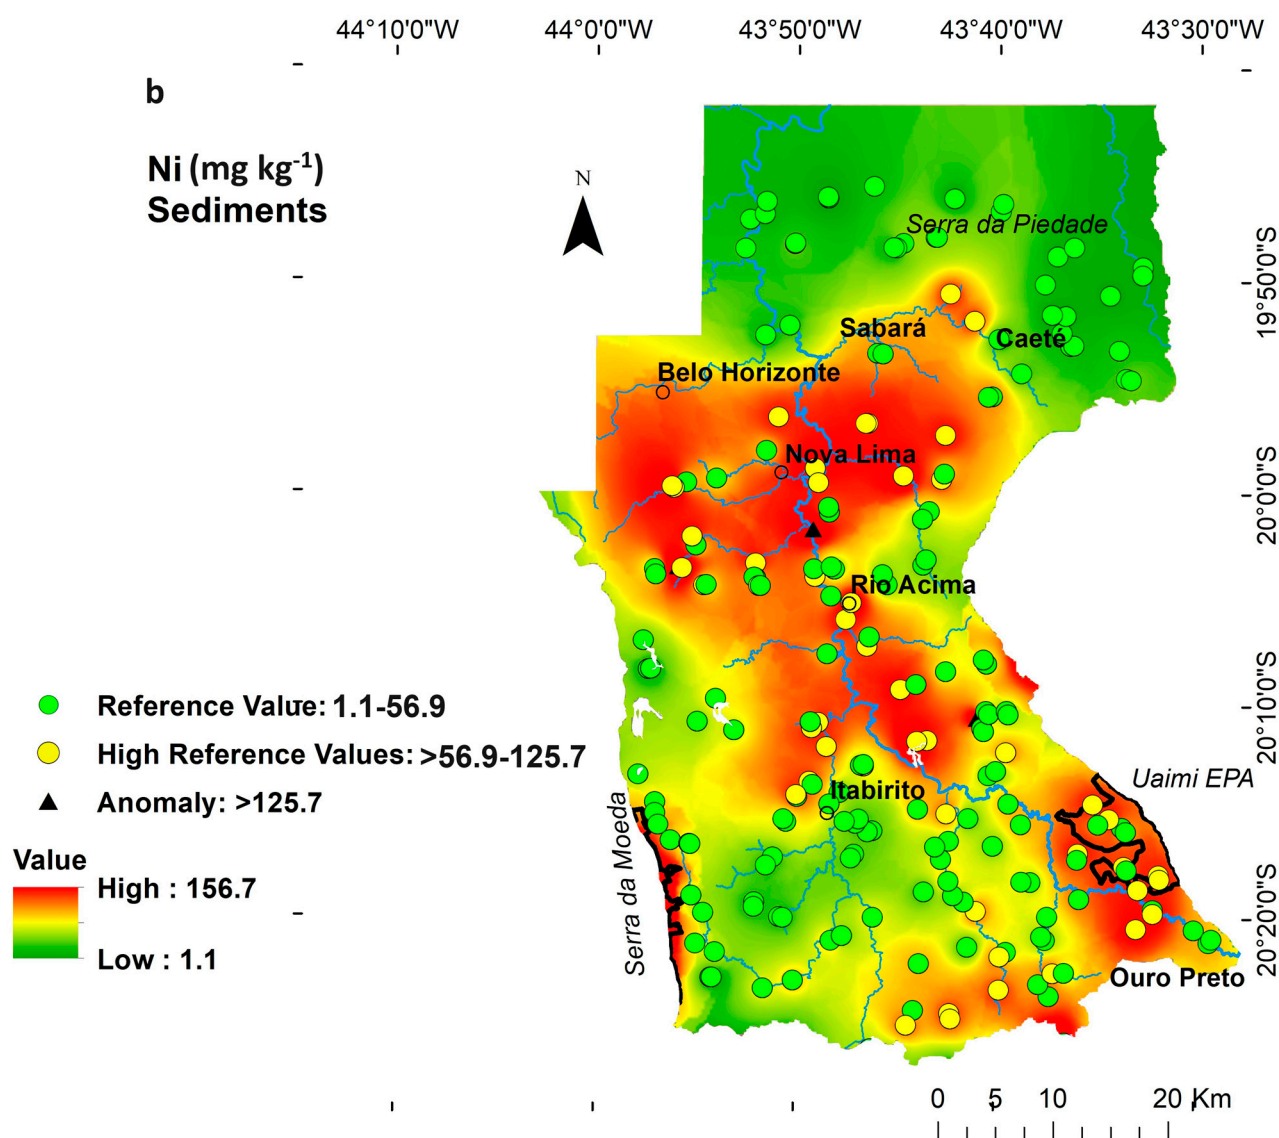 44°10'0"W 44°0'0"W 43°50'0"W 43°40'0"W 43°30'0"W
b
Ni (mg kg-1)
Sediments
N
Serra da Piedade
19°50'0"S
Sabará
Caeté
Belo Horizonte
Nova Lima
20°0'0"S
Rio Acima
Reference Value: 1.1-56.9
High Reference Values: >56.9-125.7
Anomaly: >125.7
20°10'0"S
Uaimi EPA
Itabirito
Serra da Moeda
Value
High : 156.7
Low : 1.1
20°20'0"S
Ouro Preto
0 5 10 20 Km